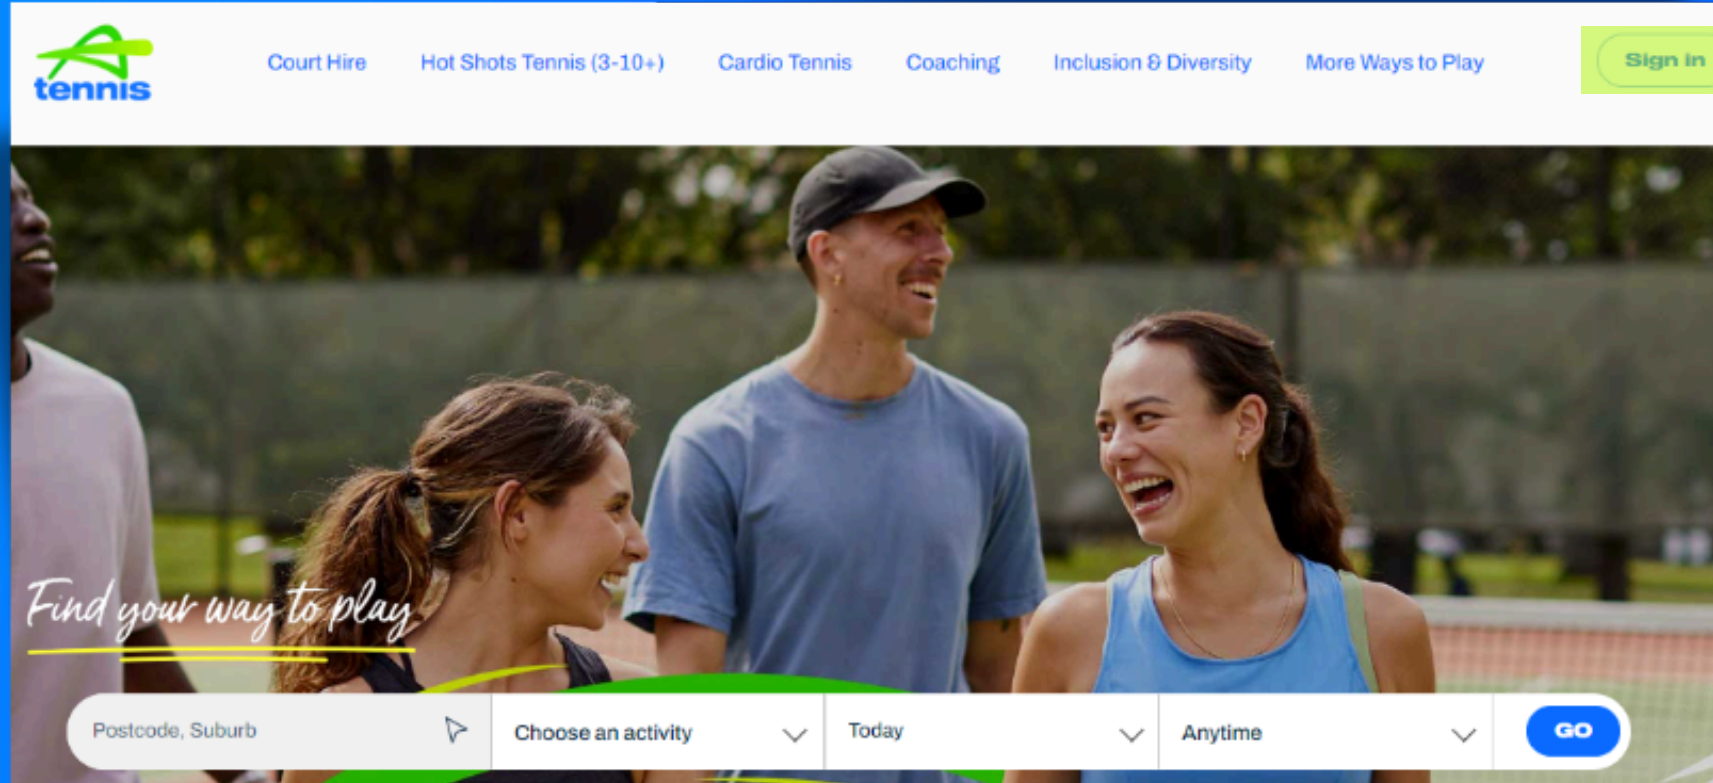 tennis
Court Hire
Hot Shots Tennis (3-10+)
Cardio Tennis
Coaching
Inclusion & Diversity
More Ways to Play
Sign in
Find your way to play
Postcode, Suburb
Choose an activity
Today
Anytime
GO